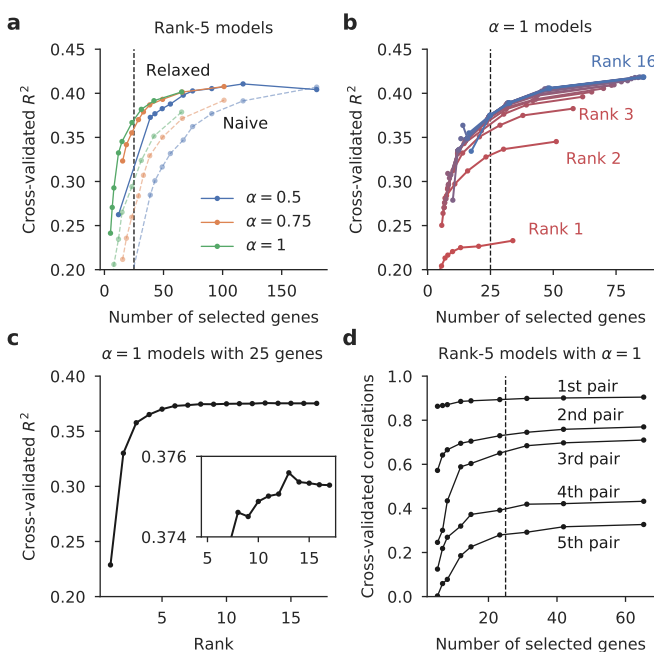 a
Rank-5 models
0.45
0.40
0.35
0.30
0.25
0.20
Cross-validated R²
Relaxed
Naive
α = 0.5
α = 0.75
α = 1
0 50 100 150
Number of selected genes
b
α = 1 models
0.45
0.40
0.35
0.30
0.25
0.20
Cross-validated R²
Rank 16
Rank 3
Rank 2
Rank 1
0 25 50 75
Number of selected genes
c
α = 1 models with 25 genes
0.40
0.35
0.30
0.25
0.20
Cross-validated R²
0.376
0.374
5 10 15
5 10 15
Rank
d
Rank-5 models with α = 1
1.0
0.8
0.6
0.4
0.2
0.0
Cross-validated correlations
1st pair
2nd pair
3rd pair
4th pair
5th pair
20 40 60
Number of selected genes